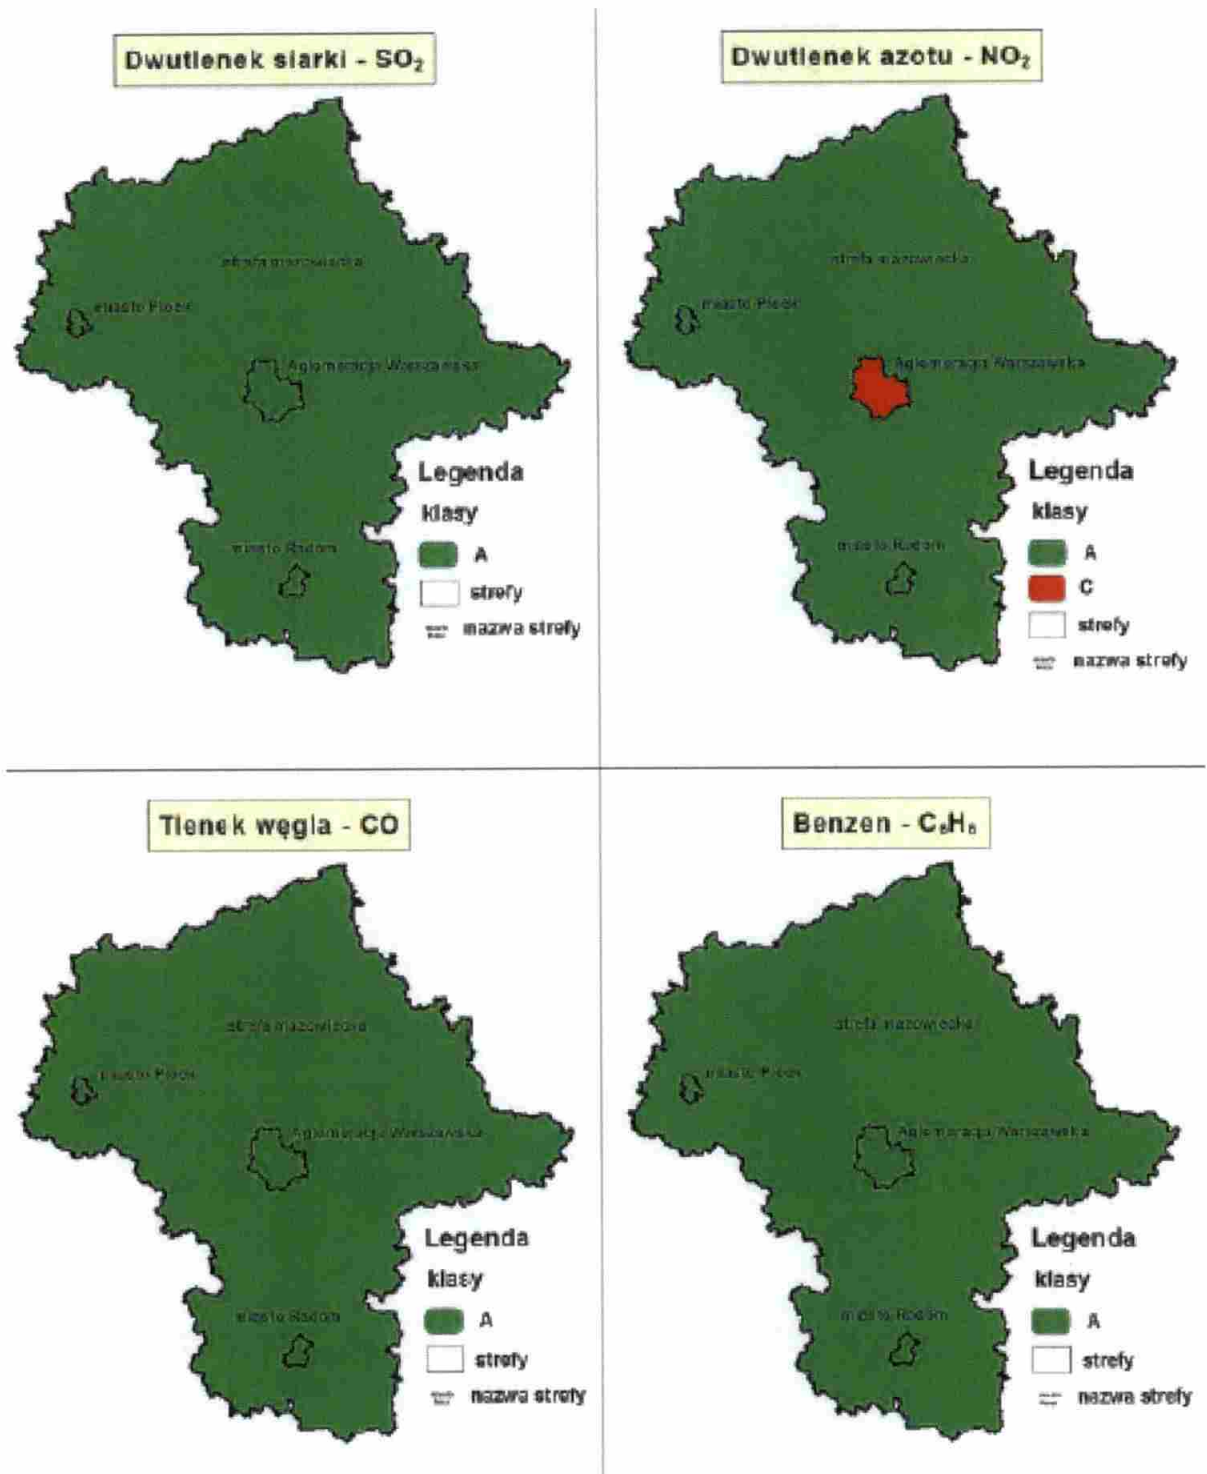 Dwutlenek siarki - SO₂
strefa mazowiecka
miasto Płock
Aglomeracja Warszawska
miasto Radom
Legenda
klasy
A
strefy
nazwa strefy
Dwutlenek azotu - NO₂
strefa mazowiecka
miasto Płock
Aglomeracja Warszawska
miasto Radom
Legenda
klasy
A
C
strefy
nazwa strefy
Tlenek węgla - CO
strefa mazowiecka
miasto Płock
Aglomeracja Warszawska
miasto Radom
Legenda
klasy
A
strefy
nazwa strefy
Benzen - C₆H₆
strefa mazowiecka
miasto Płock
Aglomeracja Warszawska
miasto Radom
Legenda
klasy
A
strefy
nazwa strefy